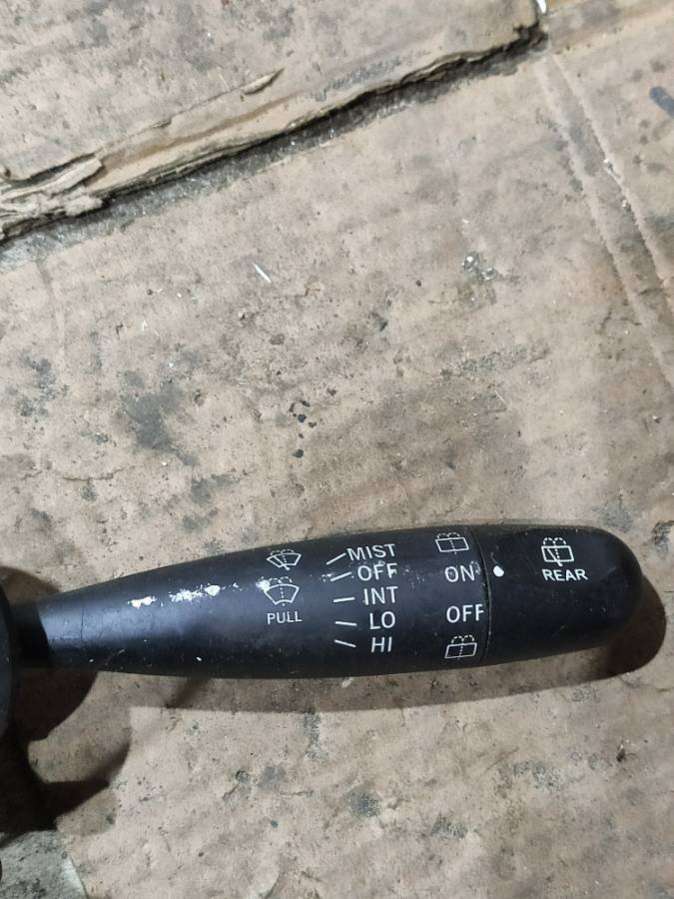 MIST
OFF
INT
LO
HI
PULL
ON
OFF
REAR